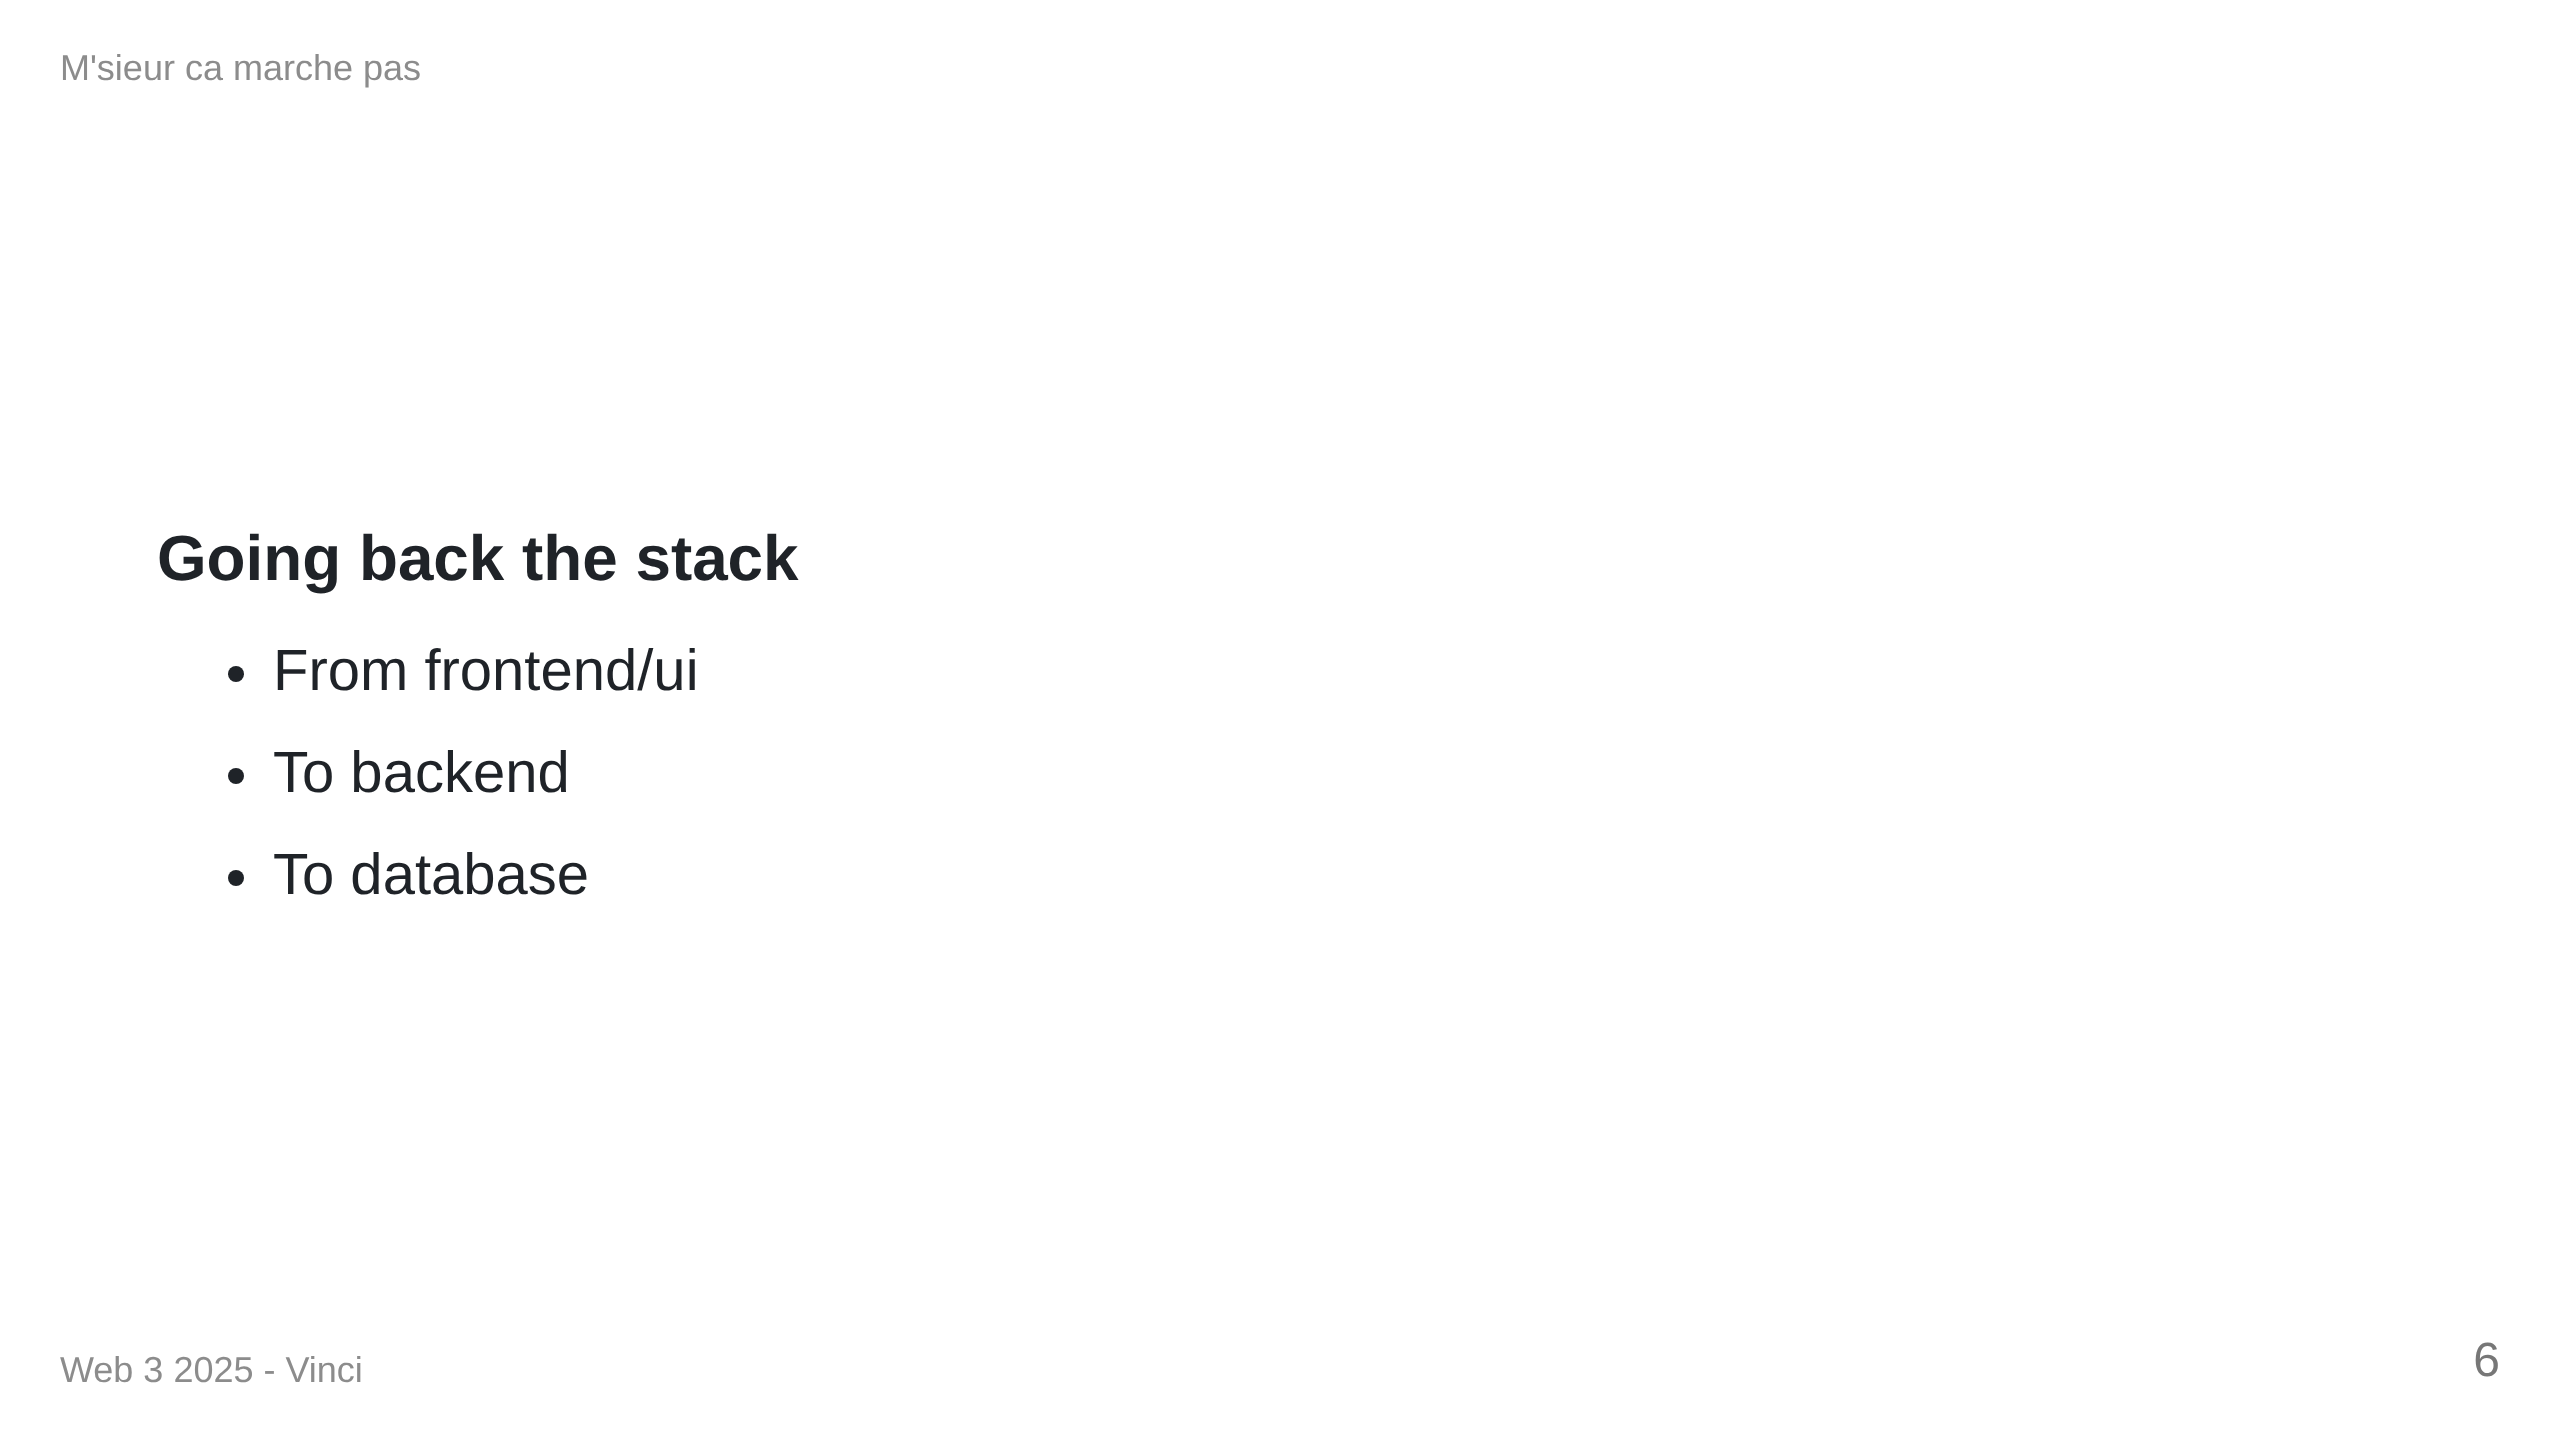 M'sieur ca marche pas
Going back the stack
• From frontend/ui
• To backend
• To database
Web 3 2025 - Vinci
6